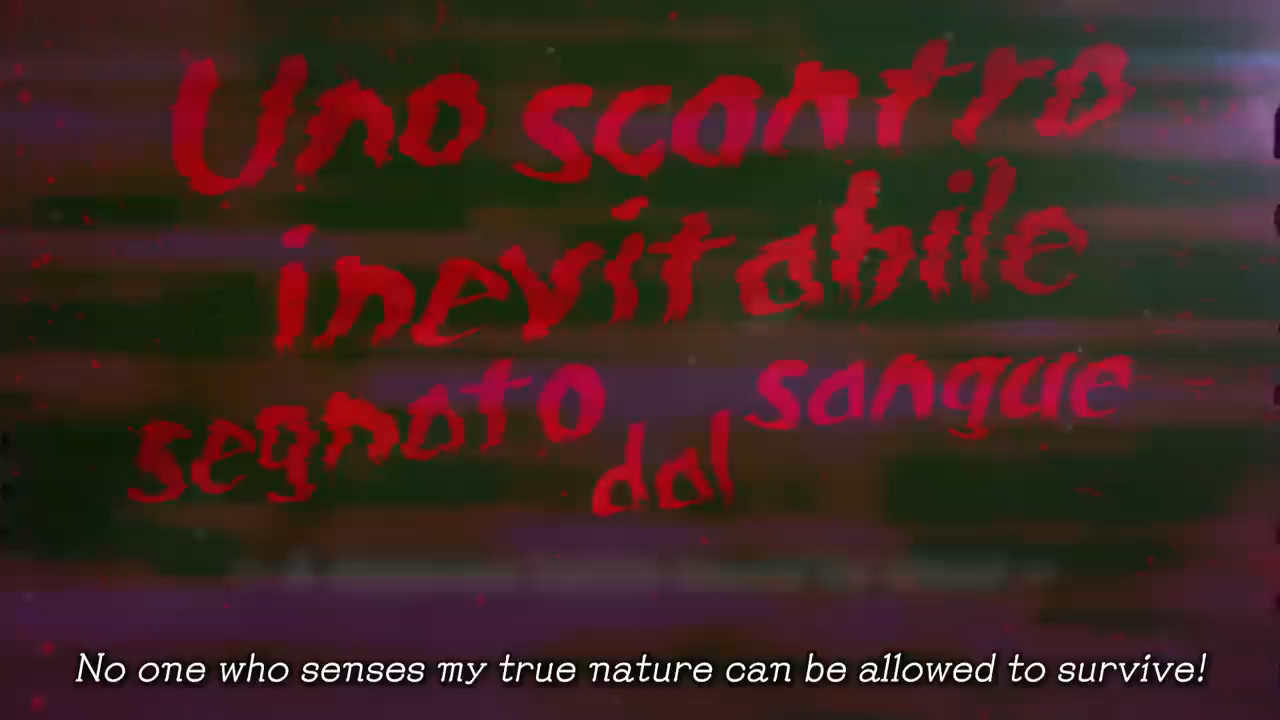 Uno scontro
inevitabile
segnato dal sangue
No one who senses my true nature can be allowed to survive!